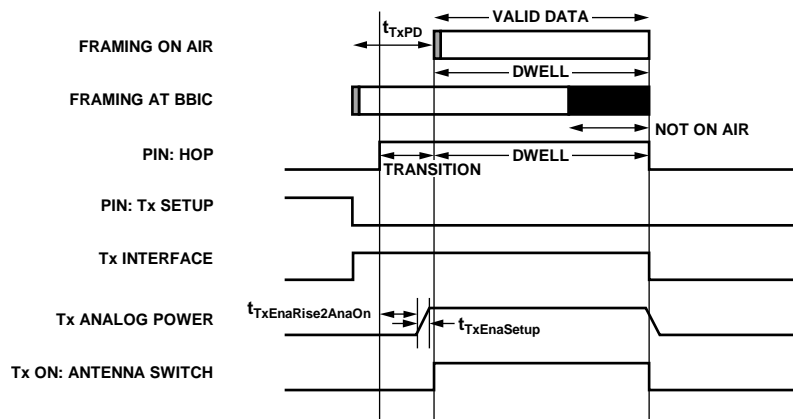 VALID DATA
tTxPD
FRAMING ON AIR
DWELL
FRAMING AT BBIC
NOT ON AIR
PIN: HOP
DWELL
TRANSITION
PIN: Tx SETUP
Tx INTERFACE
tTxEnaRise2AnaOn
Tx ANALOG POWER
tTxEnaSetup
Tx ON: ANTENNA SWITCH